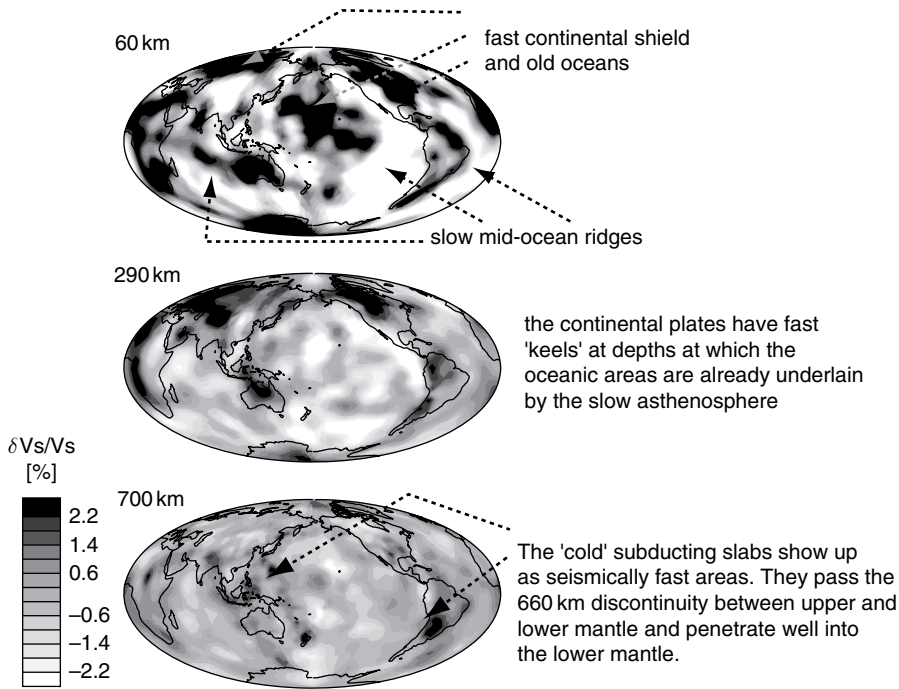 60 km
fast continental shield
and old oceans
slow mid-ocean ridges
290 km
the continental plates have fast
'keels' at depths at which the
oceanic areas are already underlain
by the slow asthenosphere
δVs/Vs
[%]
2.2
1.4
0.6
−0.6
−1.4
−2.2
700 km
The 'cold' subducting slabs show up
as seismically fast areas. They pass the
660 km discontinuity between upper and
lower mantle and penetrate well into
the lower mantle.